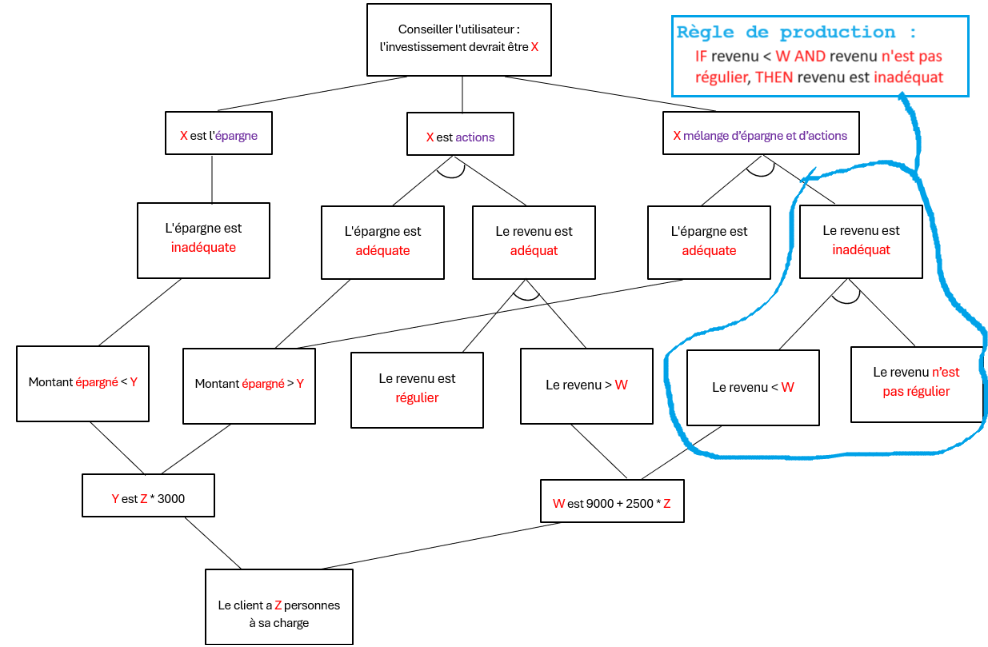 Conseiller l'utilisateur :
l'investissement devrait être X
Règle de production :
IF revenu < W AND revenu n'est pas
régulier, THEN revenu est inadéquat
X est l'épargne
X est actions
X mélange d'épargne et d'actions
L'épargne est
inadéquate
L'épargne est
adéquate
Le revenu est
adéquat
L'épargne est
adéquate
Le revenu est
inadéquat
Montant épargné < Y
Montant épargné > Y
Le revenu est
régulier
Le revenu > W
Le revenu < W
Le revenu n'est
pas régulier
Y est Z * 3000
W est 9000 + 2500 * Z
Le client a Z personnes
à sa charge